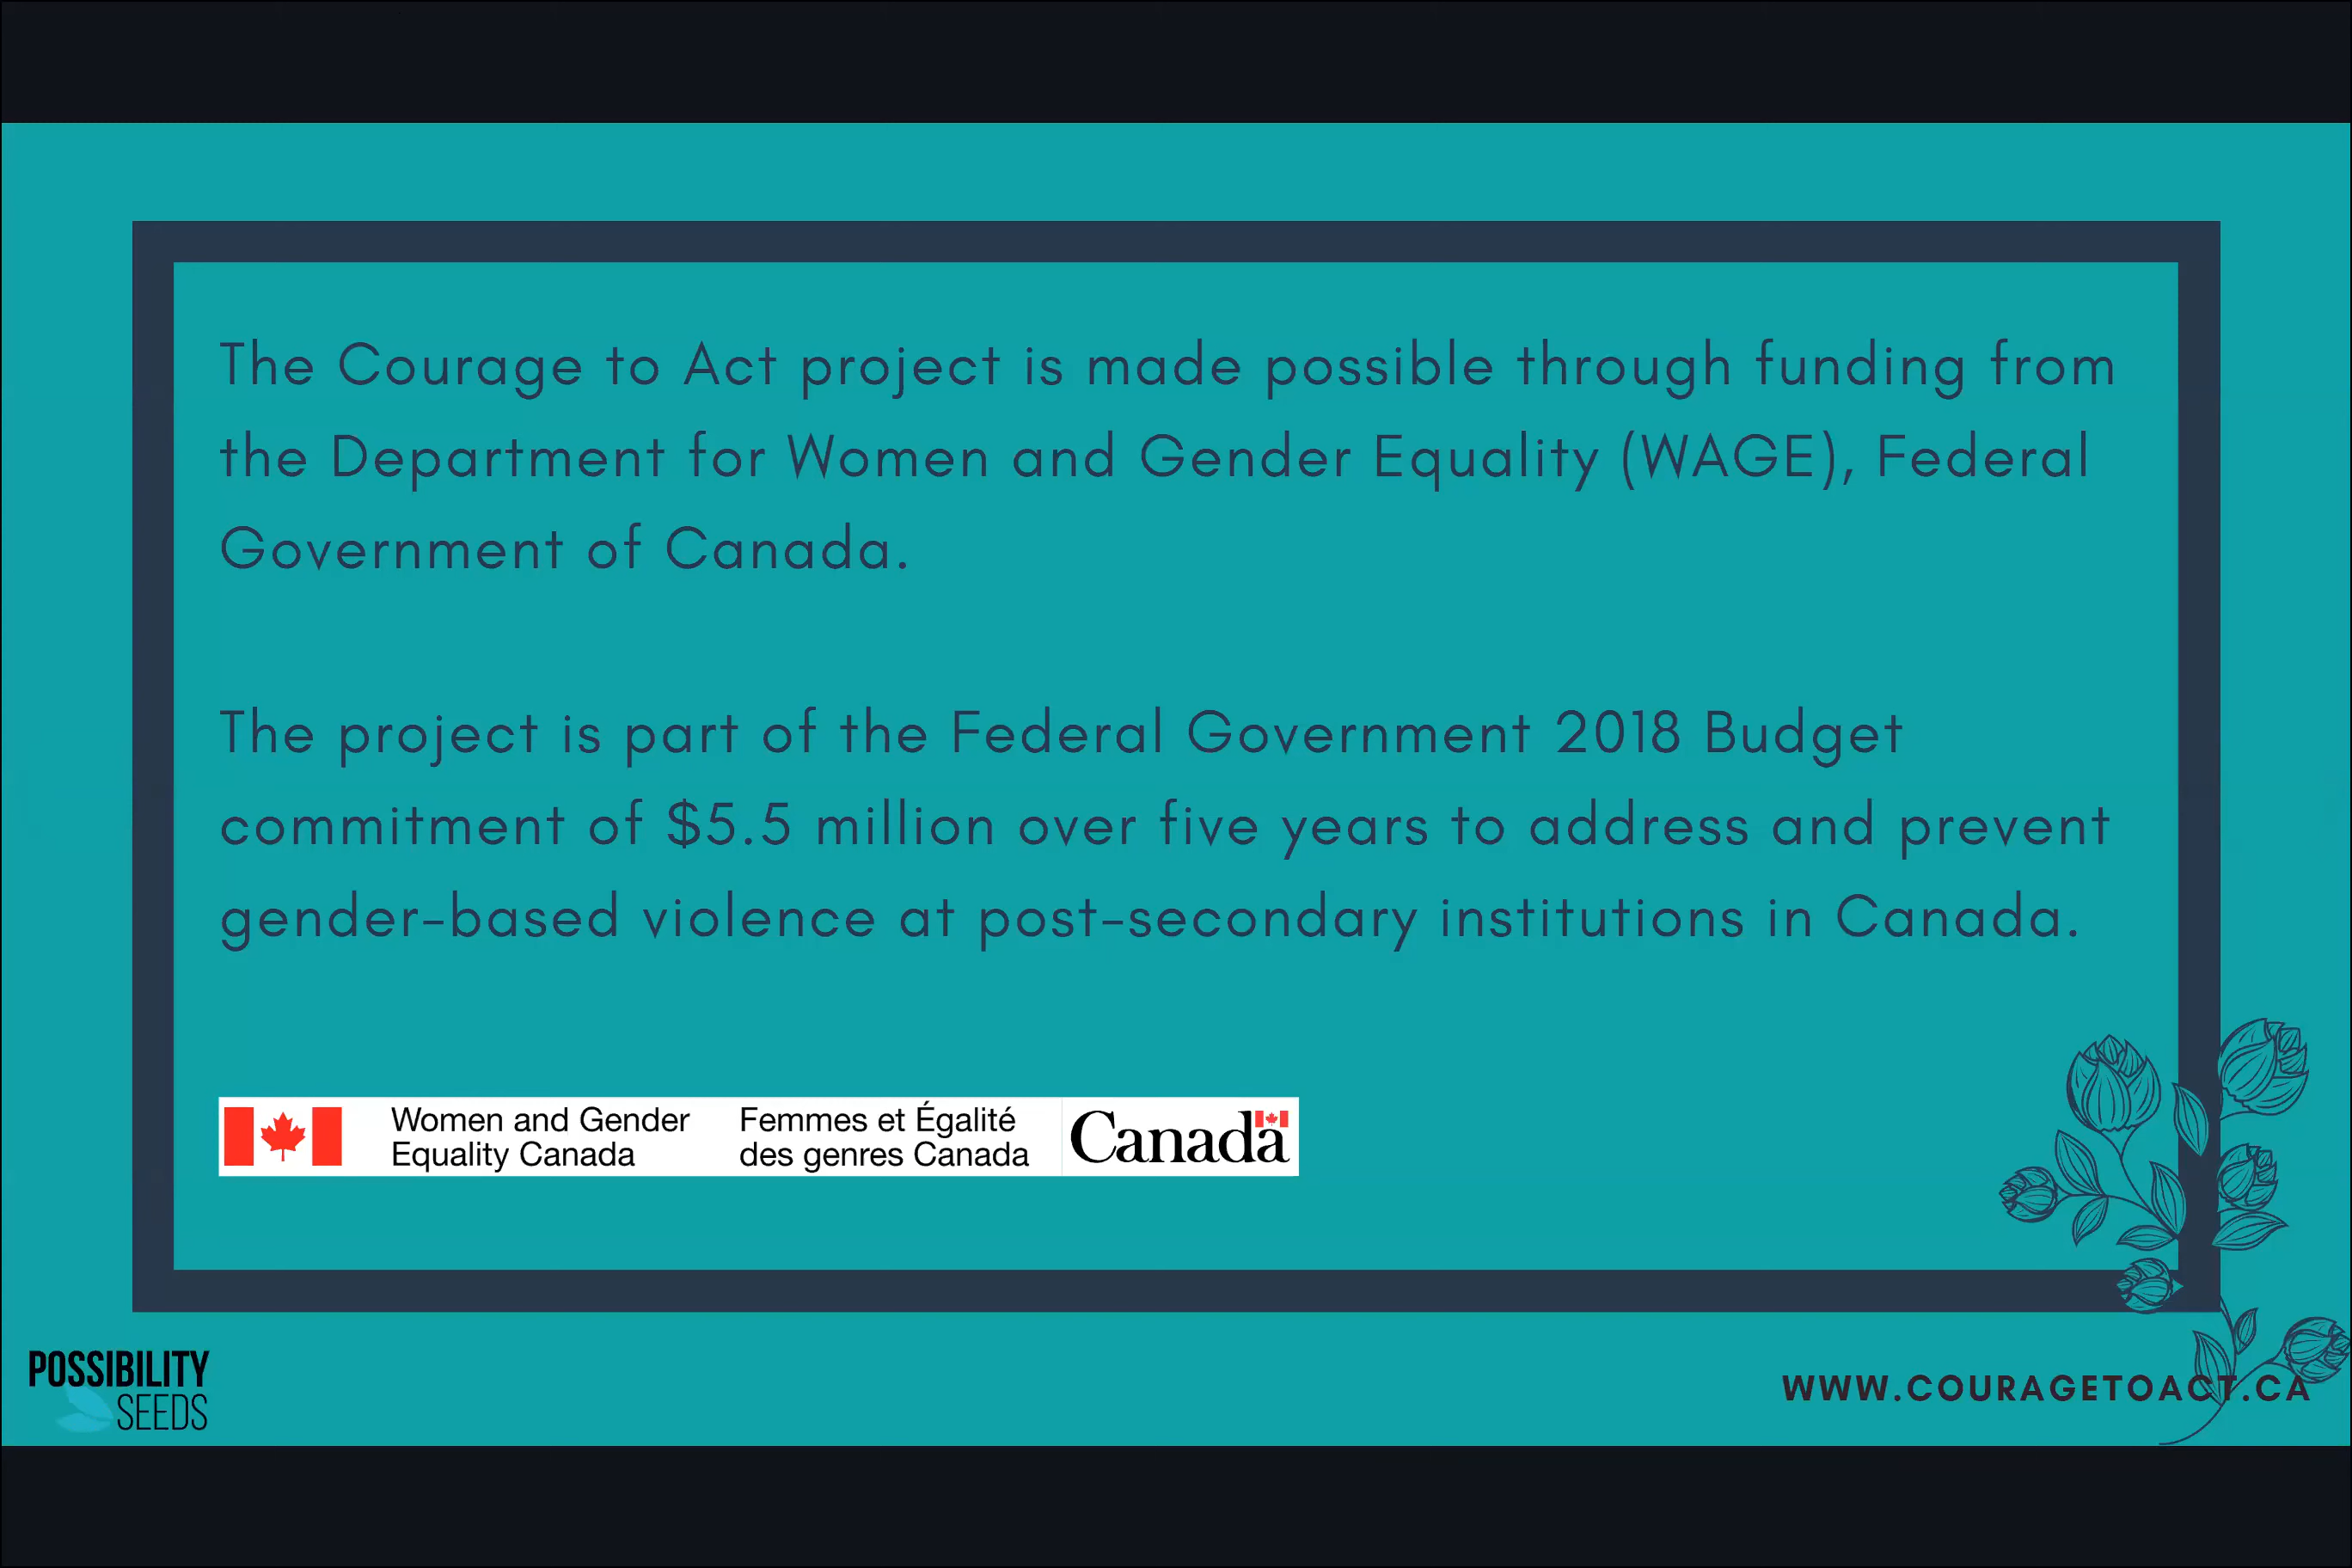 The Courage to Act project is made possible through funding from
the Department for Women and Gender Equality (WAGE), Federal
Government of Canada.
The project is part of the Federal Government 2018 Budget
commitment of $5.5 million over five years to address and prevent
gender-based violence at post-secondary institutions in Canada.
Women and Gender
Equality Canada
Femmes et Égalité
des genres Canada
Canada
POSSIBILITY
SEEDS
WWW.COURAGETOACT.CA